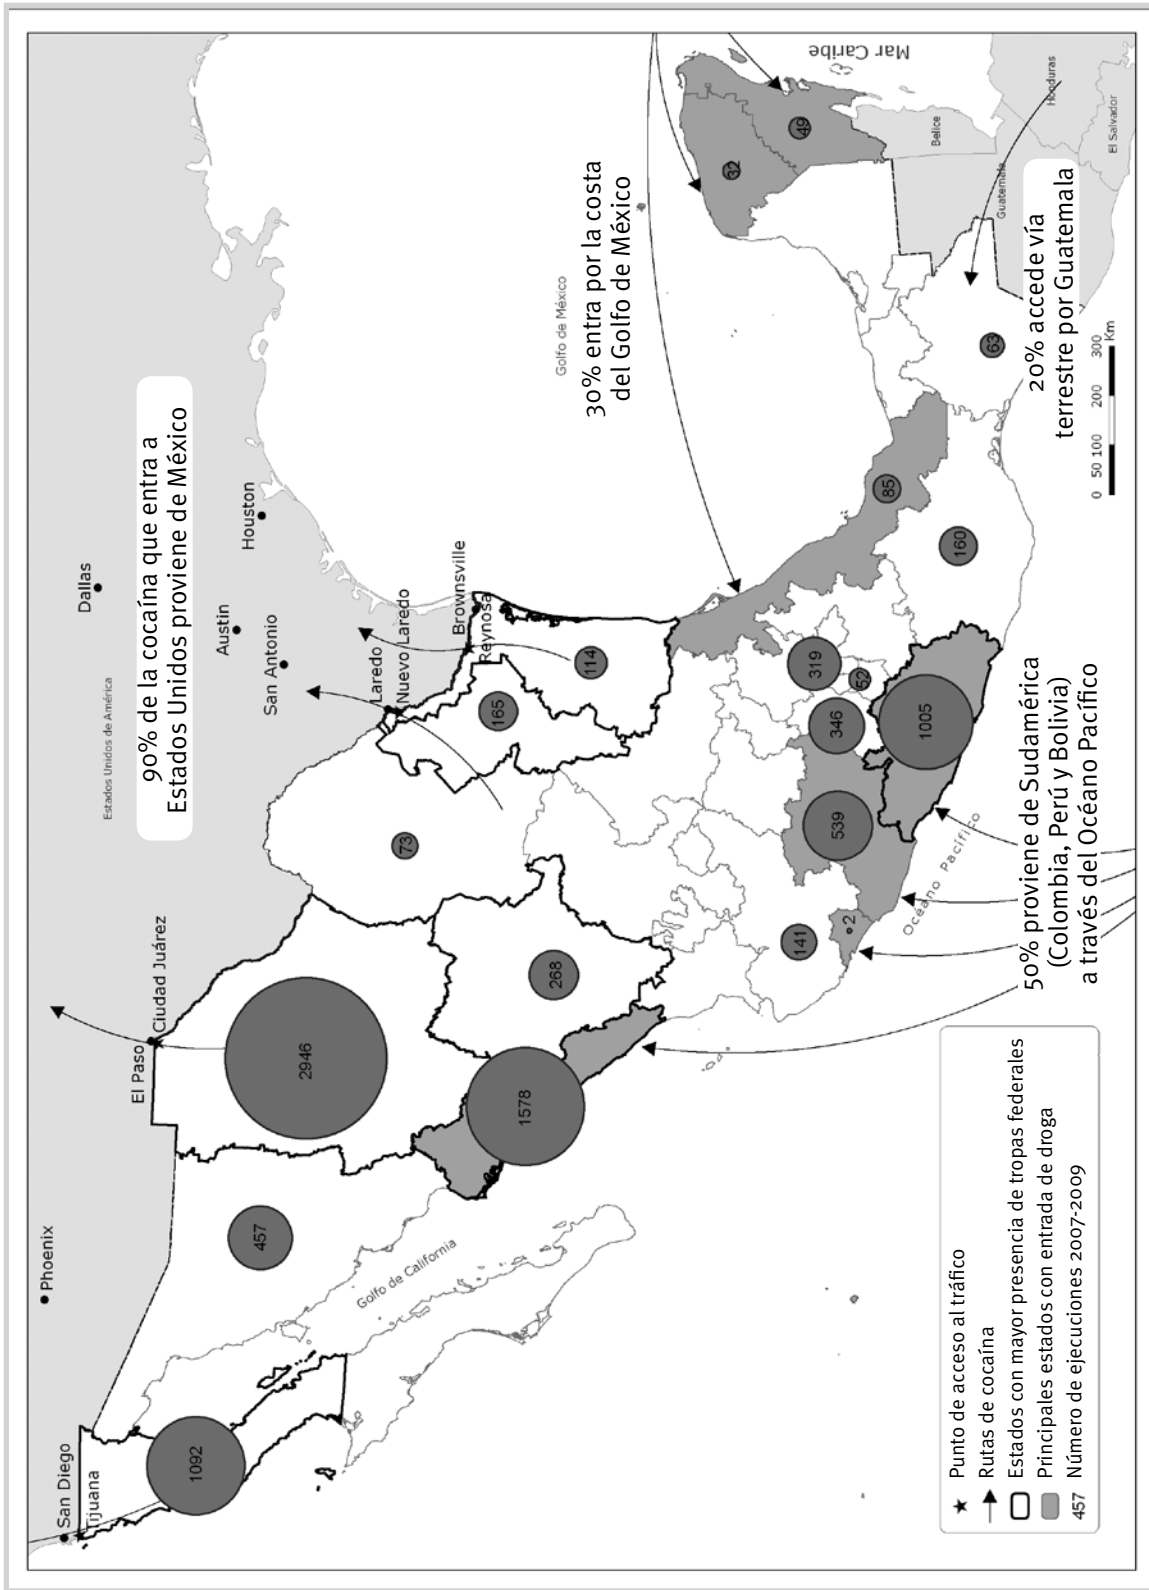 San Diego
Tijuana
Phoenix
El Paso
Ciudad Juárez
Estados Unidos de América
Dallas
90% de la cocaína que entra a
Estados Unidos proviene de México
Austin
San Antonio
Houston
Laredo
Nuevo Laredo
Brownsville
Reynosa
1092
457
2946
1578
268
73
165
114
Golfo de California
Golfo de México
30% entra por la costa
del Golfo de México
Mar Caribe
32
49
Belice
Guatemala
Honduras
El Salvador
141
2
539
346
319
52
1005
85
160
63
Océano Pacífico
50% proviene de Sudamérica
(Colombia, Perú y Bolivia)
a través del Océano Pacífico
20% accede vía
terrestre por Guatemala
0 50 100 200 300
Km
Punto de acceso al tráfico
Rutas de cocaína
Estados con mayor presencia de tropas federales
Principales estados con entrada de droga
457 Número de ejecuciones 2007-2009